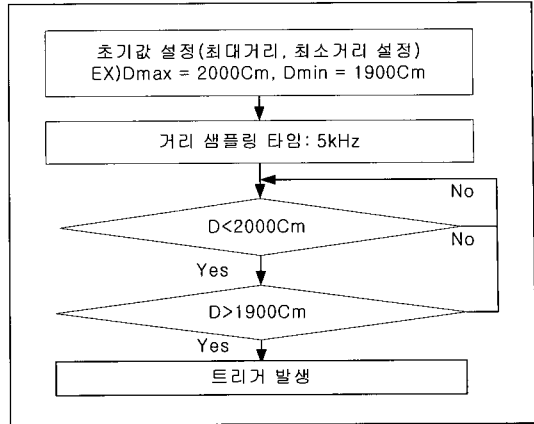 초기값 설정(최대거리, 최소거리 설정)
EX)Dmax = 2000Cm, Dmin = 1900Cm
거리 샘플링 타임: 5kHz
No
D<2000Cm
No
Yes
D>1900Cm
Yes
트리거 발생